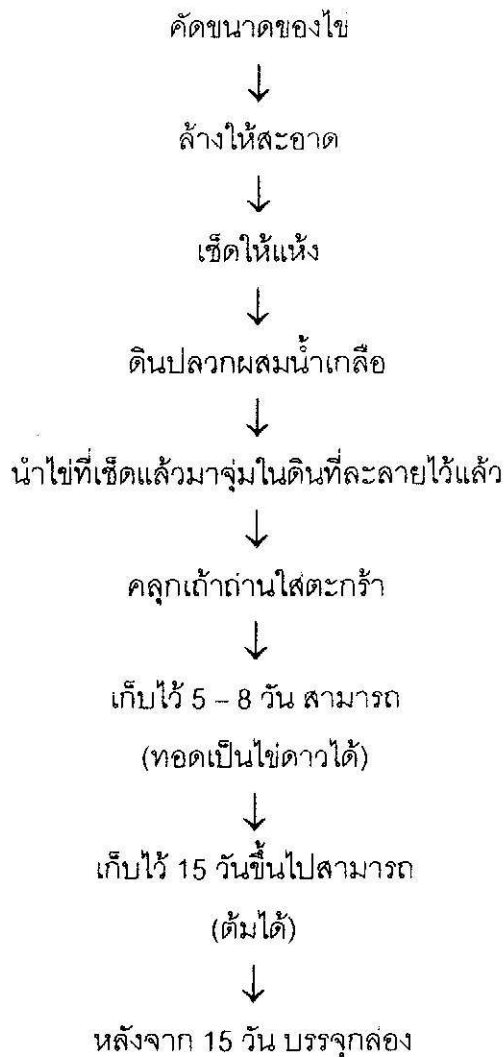 คัดขนาดของไข่
↓
ล้างให้สะอาด
↓
เช็ดให้แห้ง
↓
ดินปลวกผสมน้ำเกลือ
↓
นำไข่ที่เช็ดแล้วมาจุ่มในดินที่ละลายไว้แล้ว
↓
คลุกเถ้าถ่านใส่ตะกร้า
↓
เก็บไว้ 5 – 8 วัน สามารถ
(ทอดเป็นไข่ดาวได้)
↓
เก็บไว้ 15 วันขึ้นไปสามารถ
(ต้มได้)
↓
หลังจาก 15 วัน บรรจุกล่อง